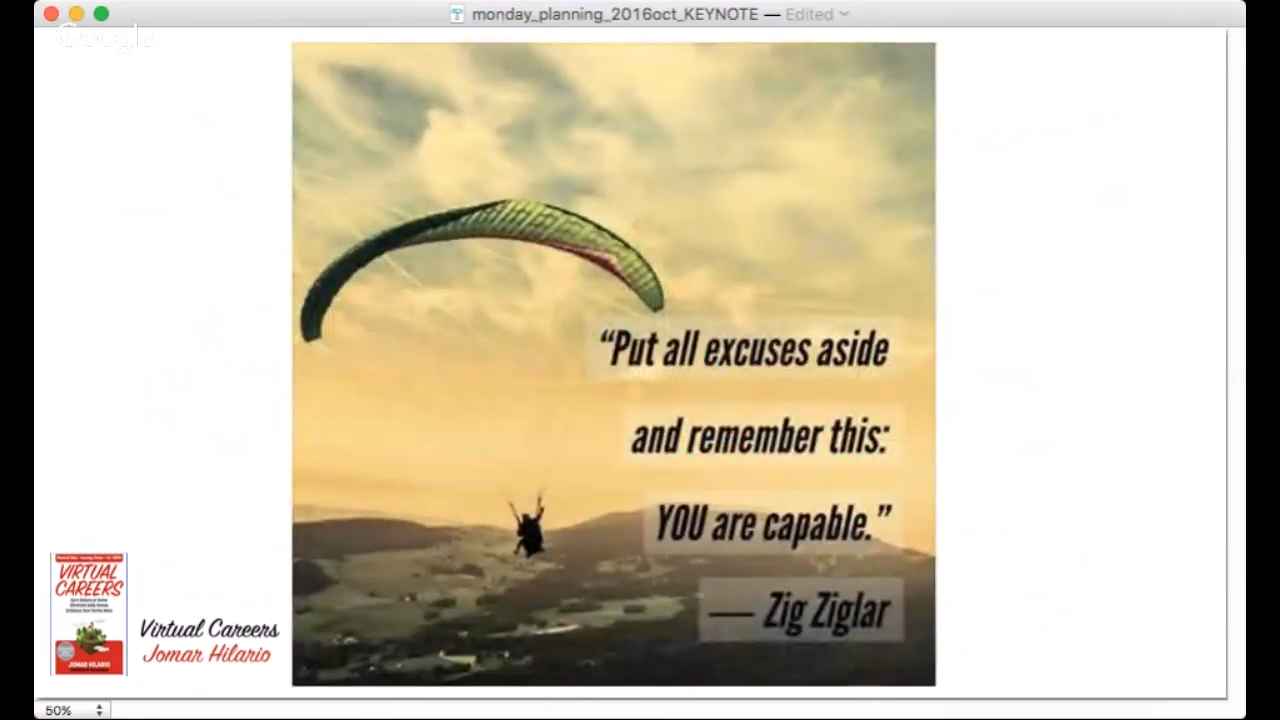 monday_planning_2016oct_KEYNOTE — Edited
Google
“Put all excuses aside
and remember this:
YOU are capable.”
— Zig Ziglar
VIRTUAL
CAREERS
JOMAR HILARIO
Virtual Careers
Jomar Hilario
50%